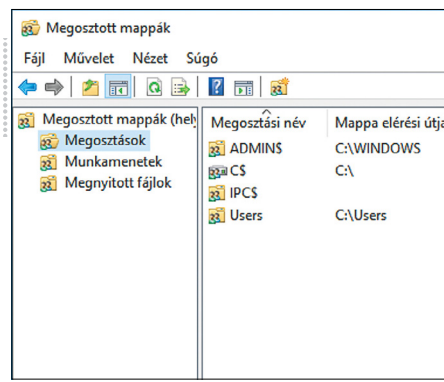 Megosztott mappák
Fájl Művelet Nézet Súgó
Megosztott mappák (hely
Megosztások
Munkamenetek
Megnyitott fájlok
Megosztási név Mappa elérési útja
ADMIN$ C:\WINDOWS
C$ C:\
IPC$
Users C:\Users